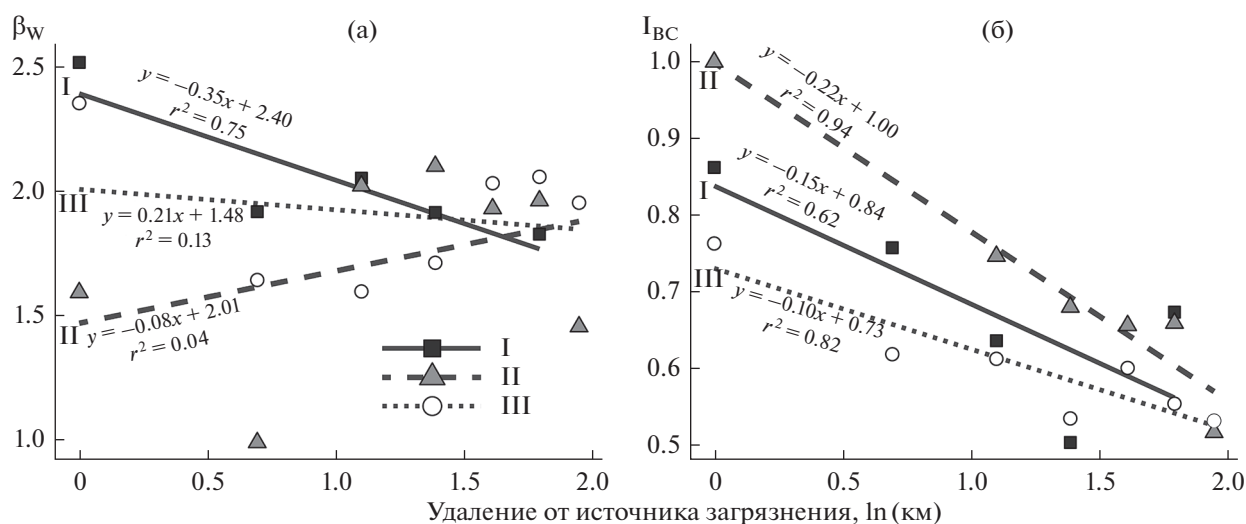 β_W
(а)
2.5
I
y = −0.35x + 2.40
r² = 0.75
2.0
III
y = 0.21x + 1.48
r² = 0.13
1.5
II
y = −0.08x + 2.01
r² = 0.04
I
II
III
1.0
0
0.5
1.0
1.5
2.0
I_BC
(б)
1.0
II
y = −0.22x + 1.00
r² = 0.94
0.9
I
y = −0.15x + 0.84
r² = 0.62
0.8
III
0.7
y = −0.10x + 0.73
r² = 0.82
0.6
0.5
0
0.5
1.0
1.5
2.0
Удаление от источника загрязнения, ln (км)